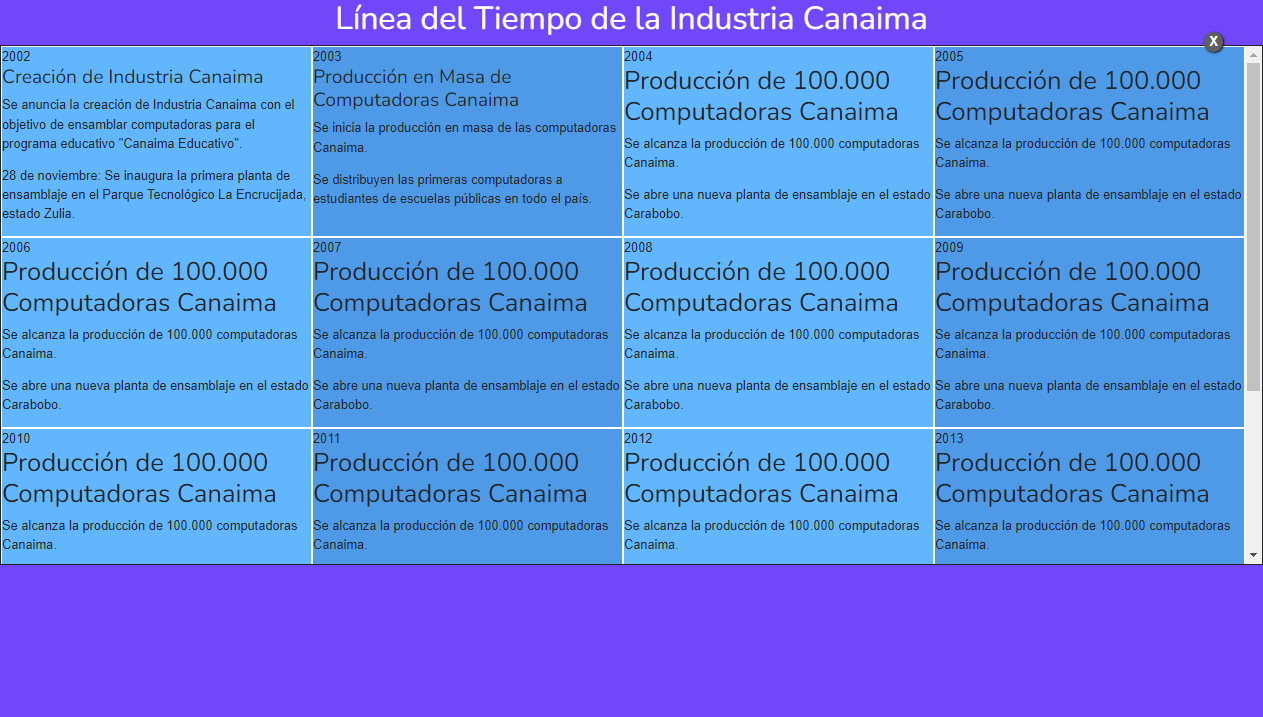 Línea del Tiempo de la Industria Canaima
X
2002
Creación de Industria Canaima
Se anuncia la creación de Industria Canaima con el
objetivo de ensamblar computadoras para el
programa educativo "Canaima Educativo".
28 de noviembre: Se inaugura la primera planta de
ensamblaje en el Parque Tecnológico La Encrucijada,
estado Zulia.
2003
Producción en Masa de
Computadoras Canaima
Se inicia la producción en masa de las computadoras
Canaima.
Se distribuyen las primeras computadoras a
estudiantes de escuelas públicas en todo el país.
2004
Producción de 100.000
Computadoras Canaima
Se alcanza la producción de 100.000 computadoras
Canaima.
Se abre una nueva planta de ensamblaje en el estado
Carabobo.
2005
Producción de 100.000
Computadoras Canaima
Se alcanza la producción de 100.000 computadoras
Canaima.
Se abre una nueva planta de ensamblaje en el estado
Carabobo.
2006
Producción de 100.000
Computadoras Canaima
Se alcanza la producción de 100.000 computadoras
Canaima.
Se abre una nueva planta de ensamblaje en el estado
Carabobo.
2007
Producción de 100.000
Computadoras Canaima
Se alcanza la producción de 100.000 computadoras
Canaima.
Se abre una nueva planta de ensamblaje en el estado
Carabobo.
2008
Producción de 100.000
Computadoras Canaima
Se alcanza la producción de 100.000 computadoras
Canaima.
Se abre una nueva planta de ensamblaje en el estado
Carabobo.
2009
Producción de 100.000
Computadoras Canaima
Se alcanza la producción de 100.000 computadoras
Canaima.
Se abre una nueva planta de ensamblaje en el estado
Carabobo.
2010
Producción de 100.000
Computadoras Canaima
Se alcanza la producción de 100.000 computadoras
Canaima.
2011
Producción de 100.000
Computadoras Canaima
Se alcanza la producción de 100.000 computadoras
Canaima.
2012
Producción de 100.000
Computadoras Canaima
Se alcanza la producción de 100.000 computadoras
Canaima.
2013
Producción de 100.000
Computadoras Canaima
Se alcanza la producción de 100.000 computadoras
Canaima.